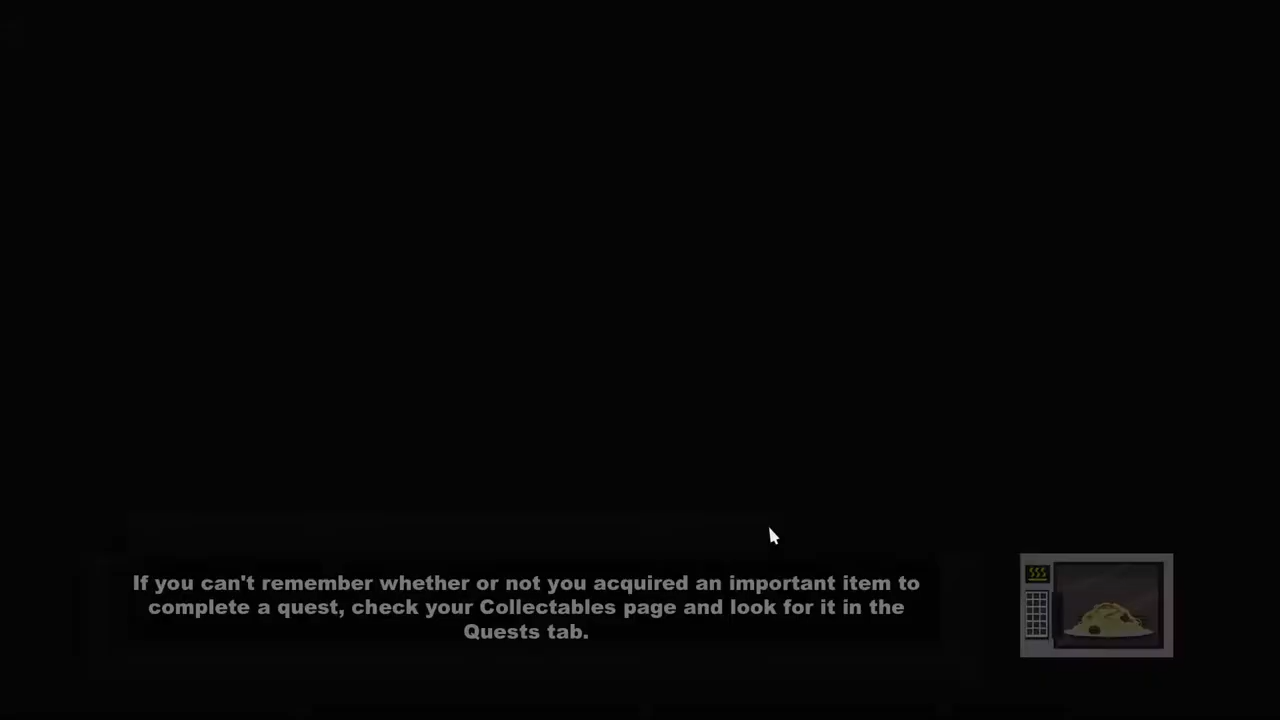 If you can't remember whether or not you acquired an important item to
complete a quest, check your Collectables page and look for it in the
Quests tab.